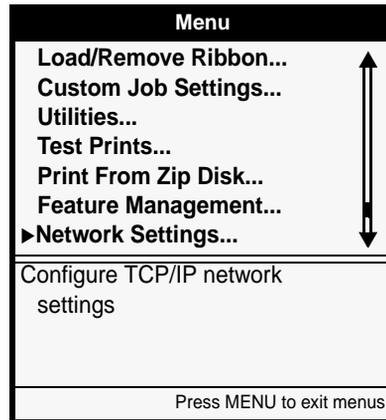 Menu
Load/Remove Ribbon...
Custom Job Settings...
Utilities...
Test Prints...
Print From Zip Disk...
Feature Management...
▶Network Settings...
Configure TCP/IP network
settings
Press MENU to exit menus